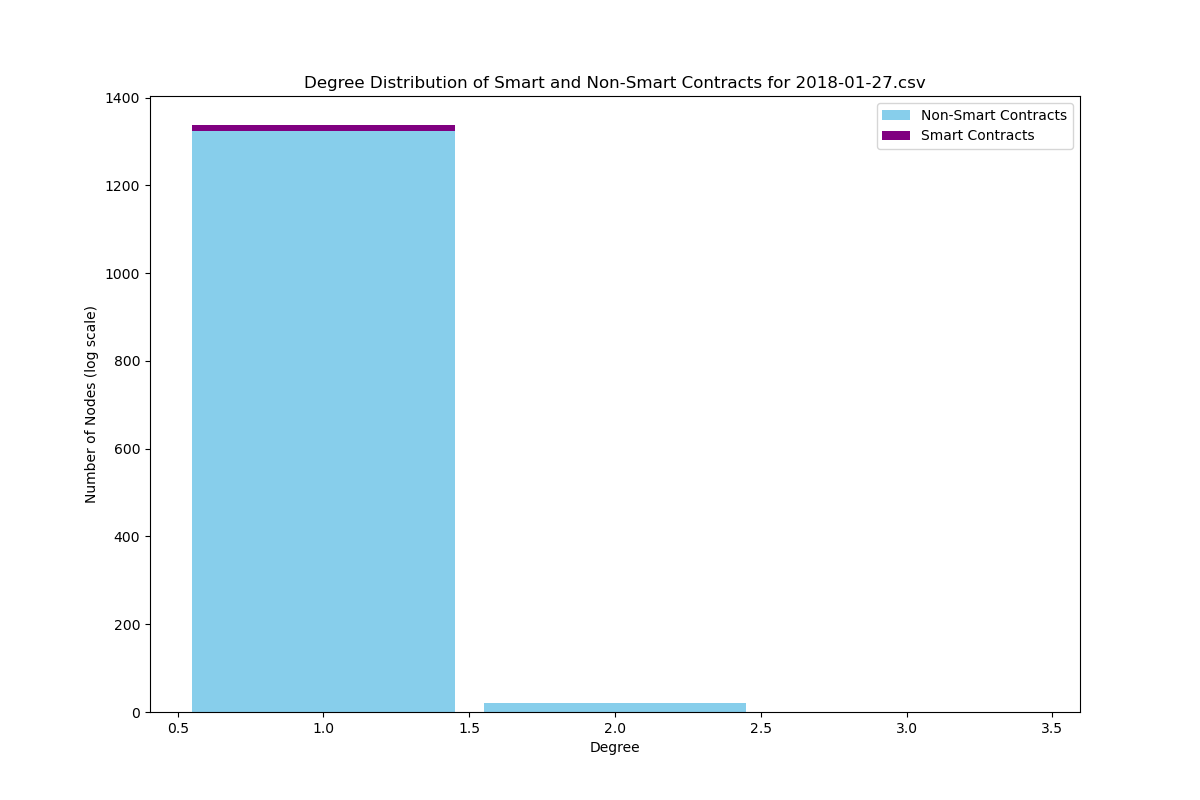 Degree Distribution of Smart and Non-Smart Contracts for 2018-01-27.csv
Non-Smart Contracts
Smart Contracts
Number of Nodes (log scale)
1400
1200
1000
800
600
400
200
0
0.5 1.0 1.5 2.0 2.5 3.0 3.5
Degree